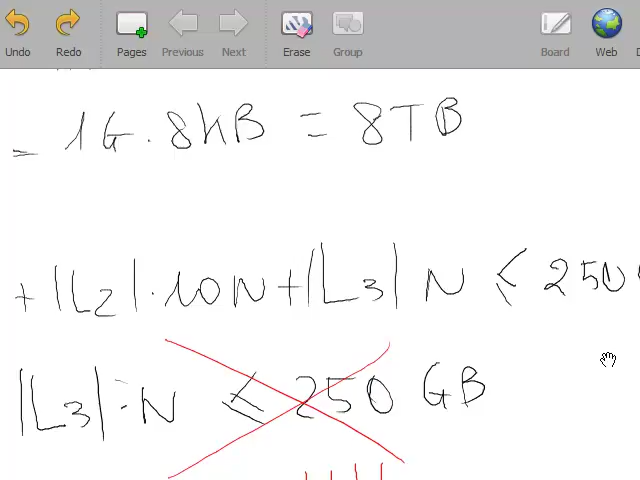 Undo Redo Pages Previous Next Erase Group Board Web
= 1G . 8kB = 8TB
+ |L2| . 10N + |L3| N < 250
|L3| . N ≤ 250 GB